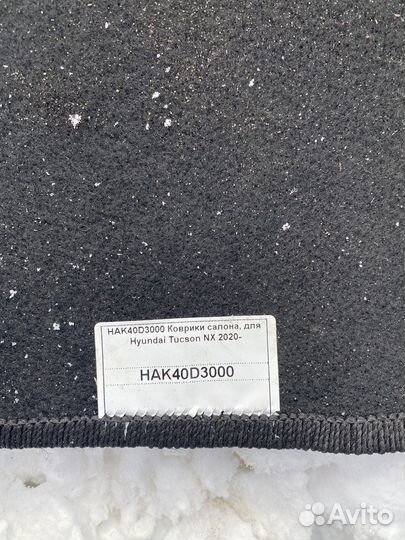 HAK40D3000 Коврики салона, для
Hyundai Tucson NX 2020-
HAK40D3000
Avito